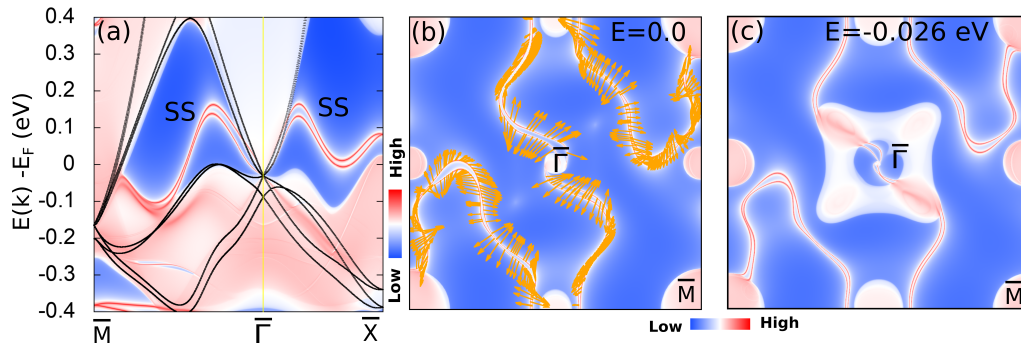 (a)
E(k) -E_F (eV)
0.4
0.3
0.2
0.1
0
-0.1
-0.2
-0.3
-0.4
SS
SS
M̅
Γ̅
X̅
High
Low
(b)
E=0.0
Γ̅
M̅
(c)
E=-0.026 eV
Γ̅
M̅
Low
High